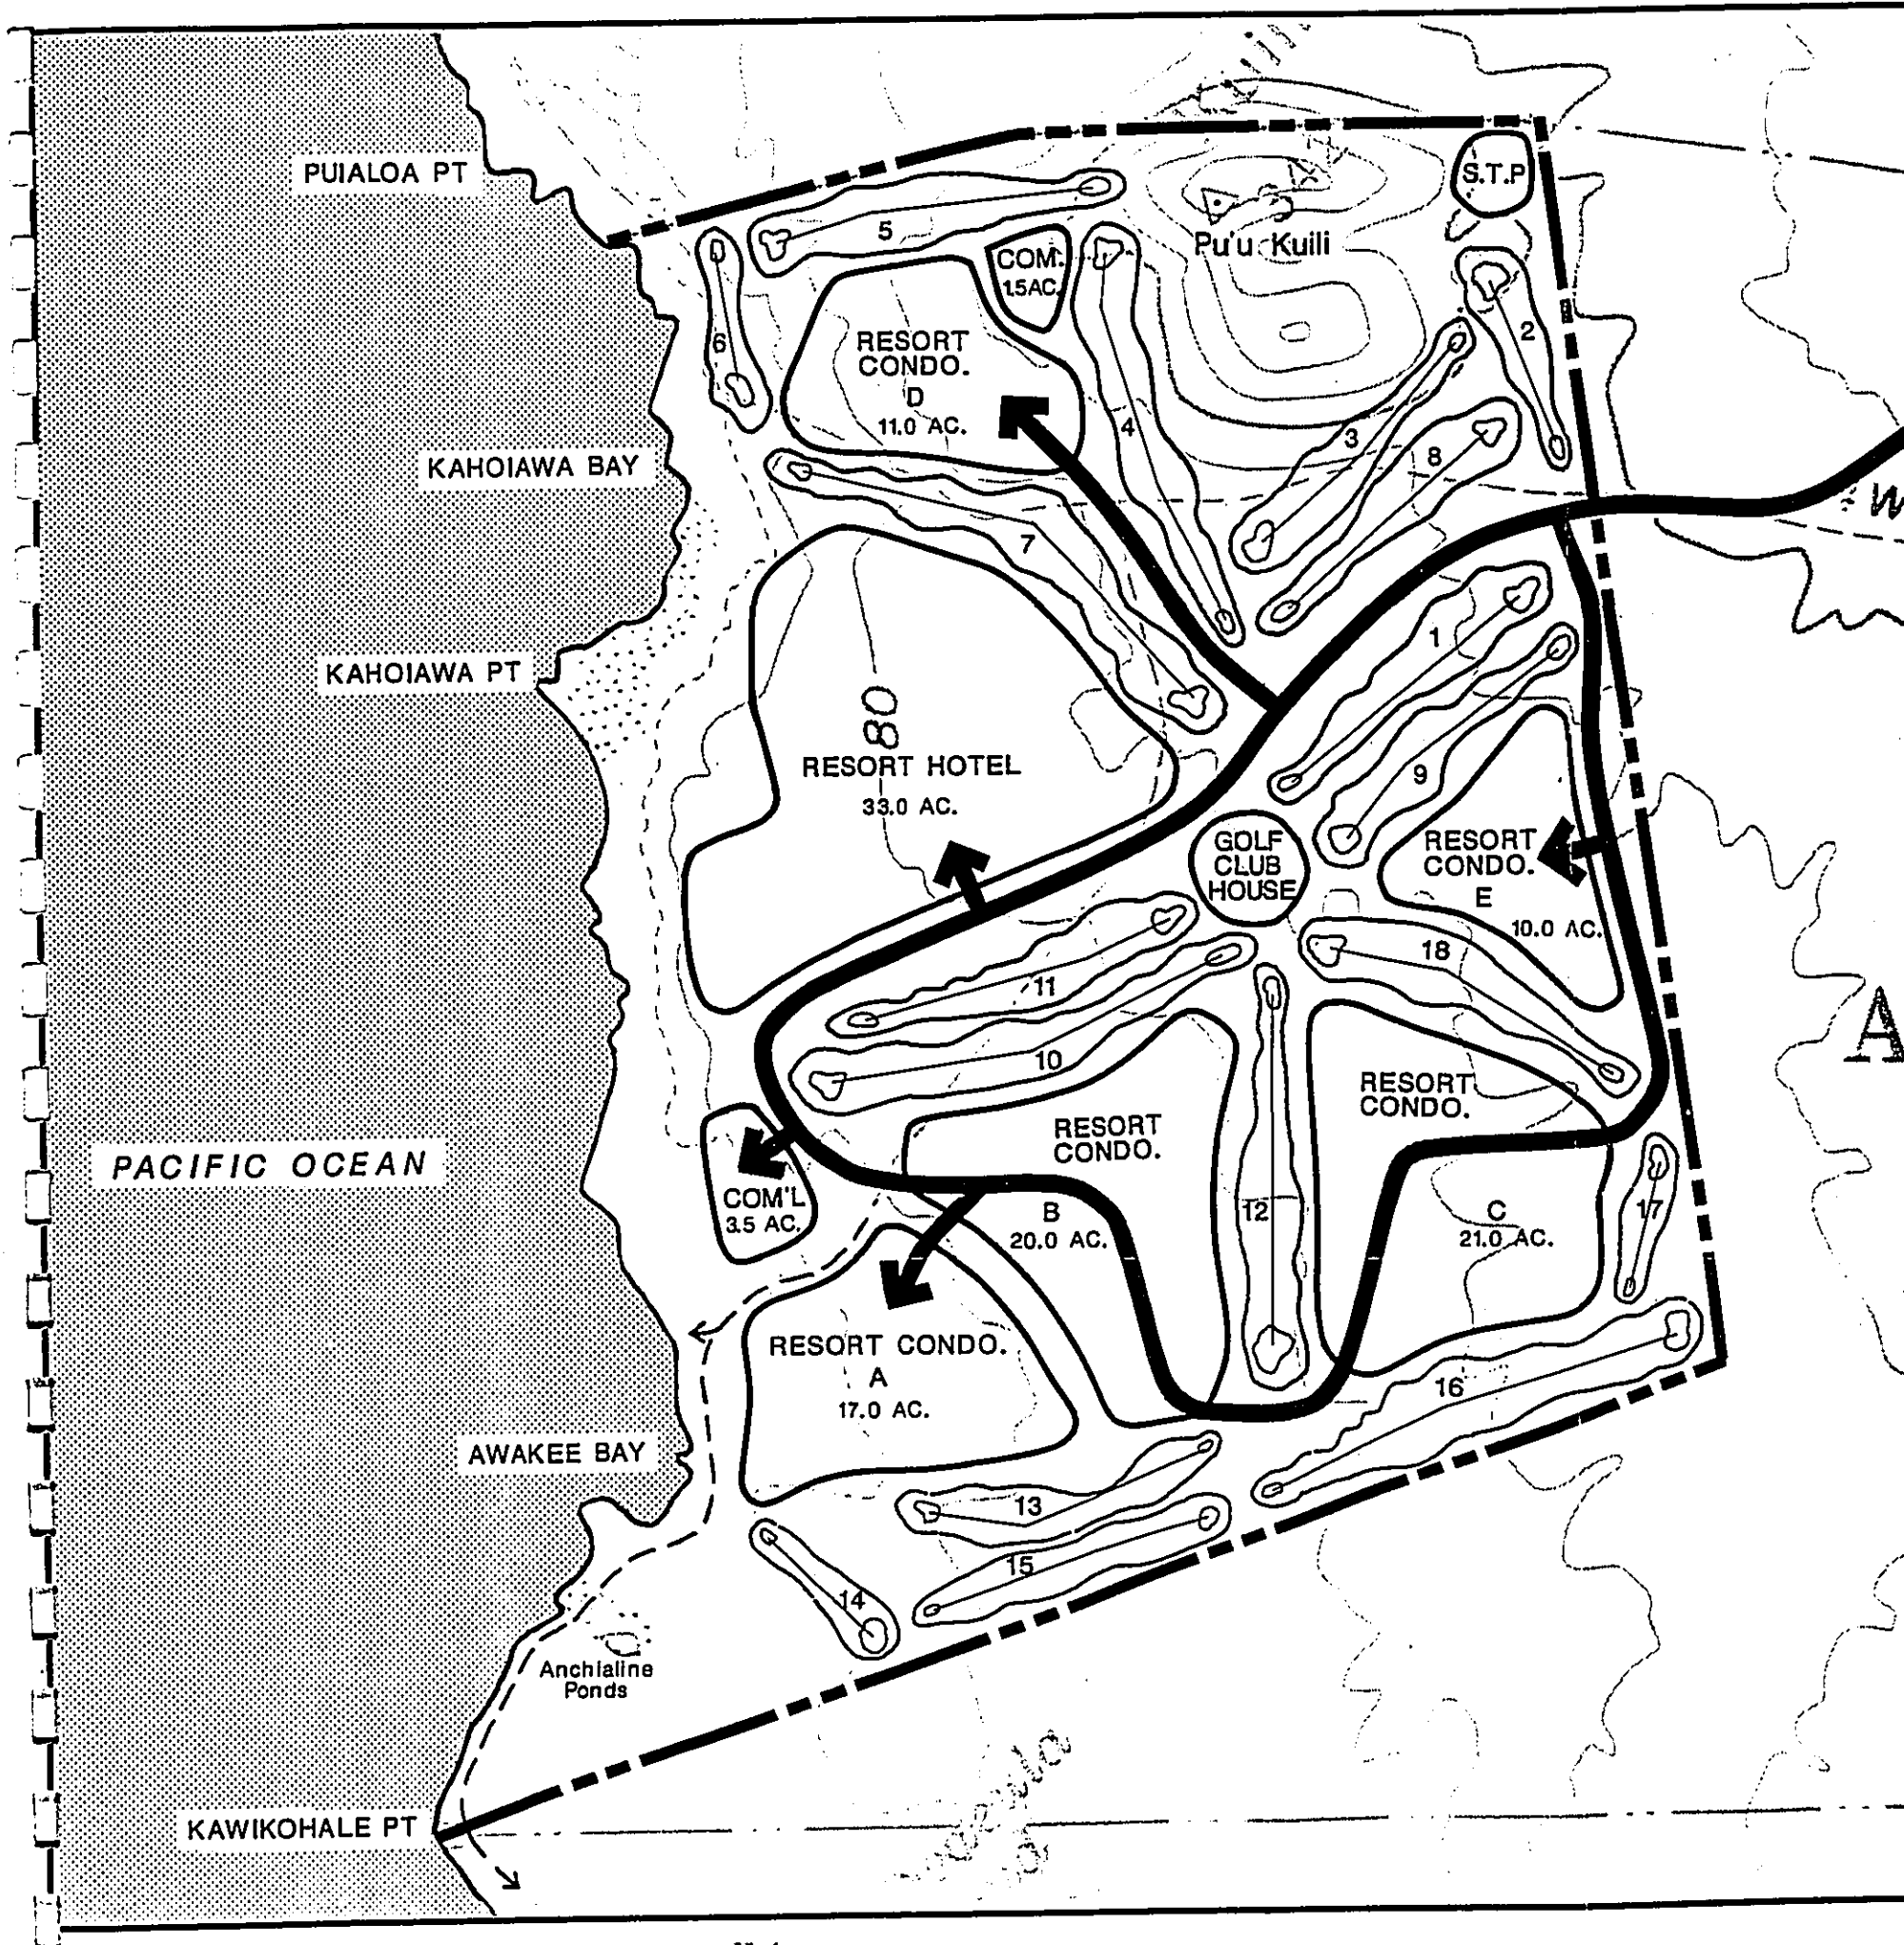 PUIALOA PT
S.T.P
5
COM.
1.5 AC.
Pu'u Kuili
6
RESORT
CONDO.
D
11.0 AC.
2
4
3
8
KAHOIAWA BAY
W
7
1
KAHOIAWA PT
80
RESORT HOTEL
33.0 AC.
9
GOLF
CLUB
HOUSE
RESORT
CONDO.
E
10.0 AC.
18
11
10
A
RESORT
CONDO.
RESORT
CONDO.
PACIFIC OCEAN
COM'L
3.5 AC.
B
20.0 AC.
12
C
21.0 AC.
17
RESORT CONDO.
A
17.0 AC.
16
AWAKEE BAY
13
15
14
Anchialine
Ponds
KAWIKOHALE PT